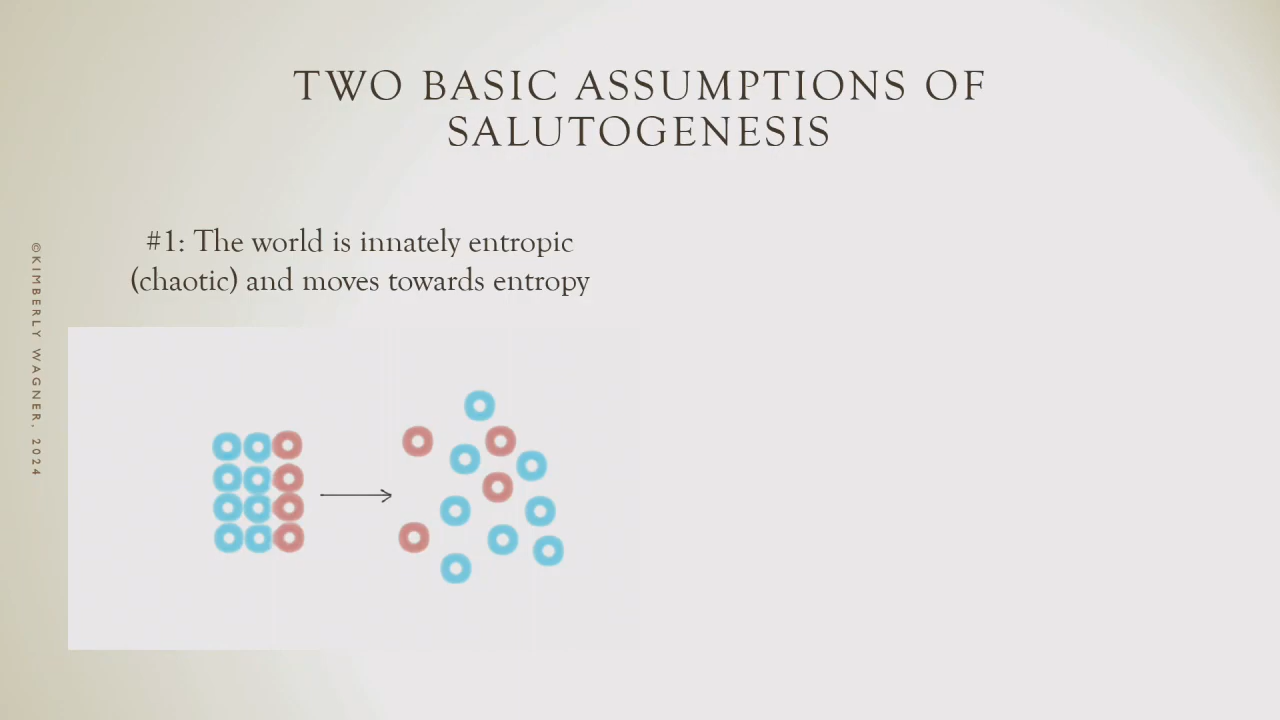 TWO BASIC ASSUMPTIONS OF
SALUTOGENESIS
#1: The world is innately entropic
(chaotic) and moves towards entropy
©KIMBERLY WAGNER, 2024